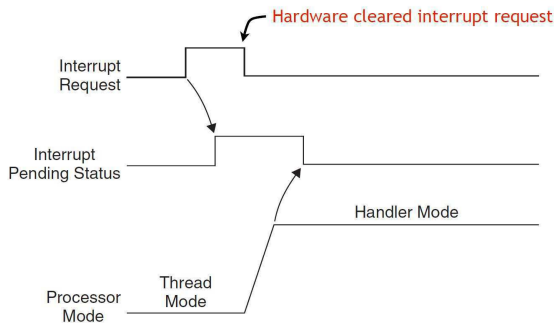 Hardware cleared interrupt request
Interrupt
Request
Interrupt
Pending Status
Handler Mode
Thread
Mode
Processor
Mode